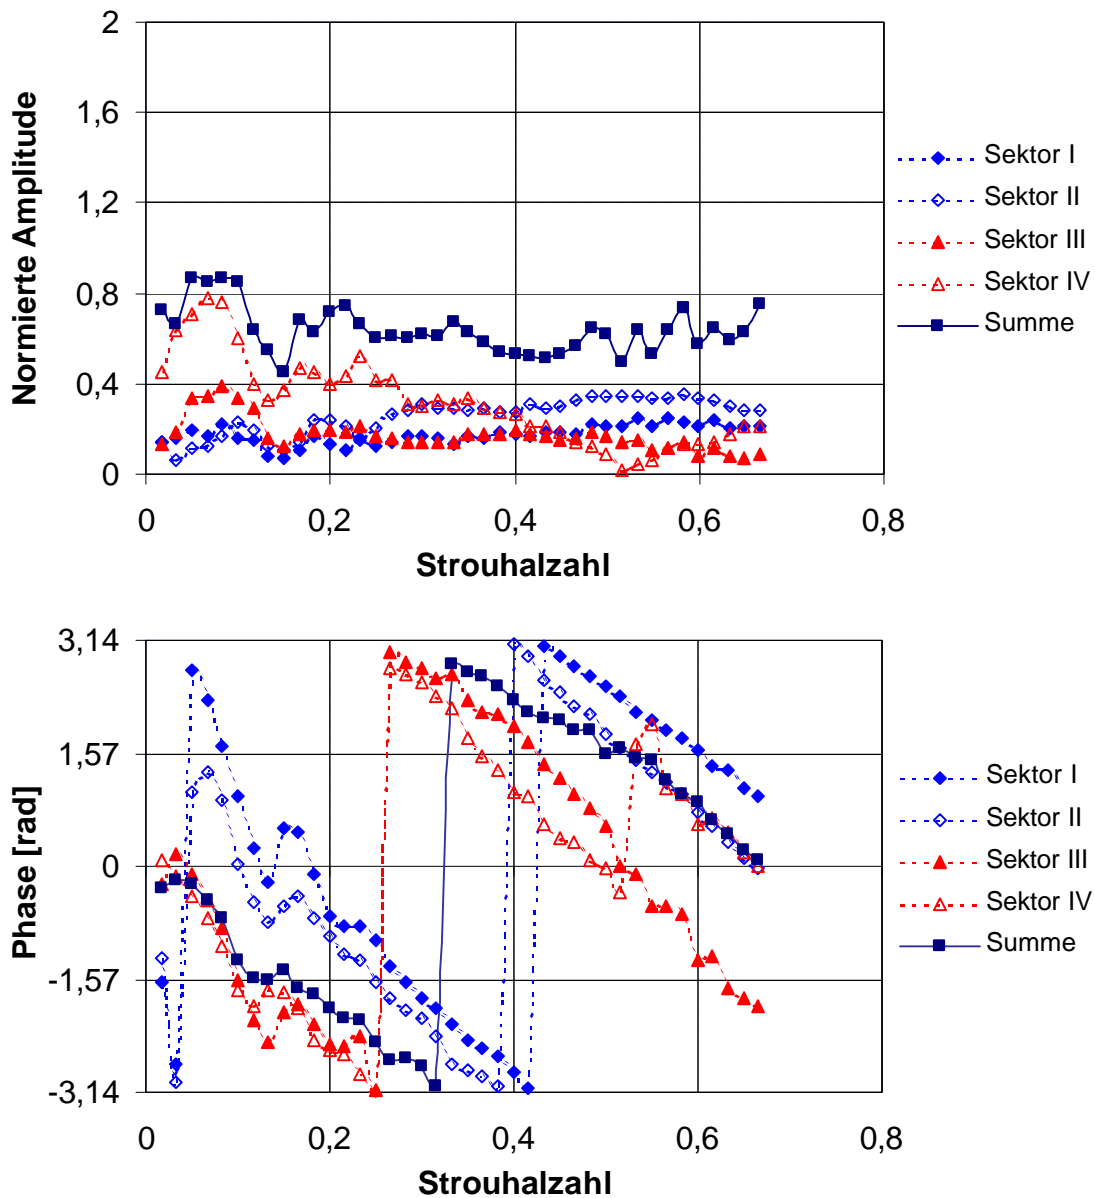 2
1,6
1,2
0,8
0,4
0
0
0,2
0,4
0,6
0,8
Normierte Amplitude
Strouhalzahl
Sektor I
Sektor II
Sektor III
Sektor IV
Summe
3,14
1,57
0
-1,57
-3,14
0
0,2
0,4
0,6
0,8
Phase [rad]
Strouhalzahl
Sektor I
Sektor II
Sektor III
Sektor IV
Summe